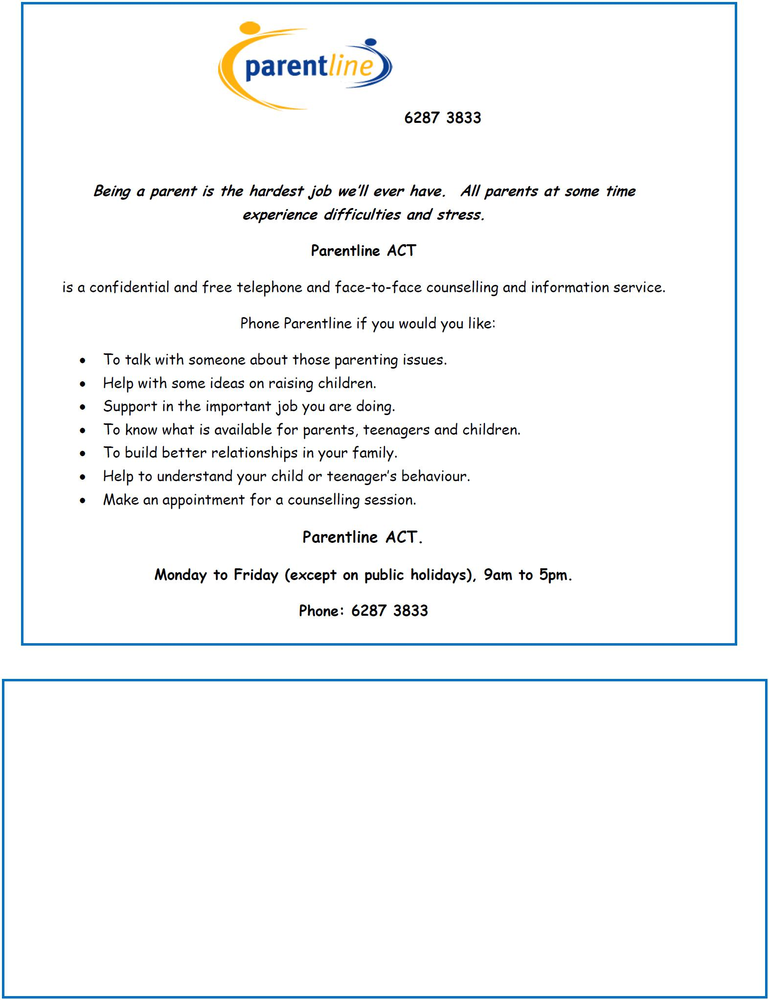 parentline
6287 3833
Being a parent is the hardest job we'll ever have.  All parents at some time
experience difficulties and stress.
Parentline ACT
is a confidential and free telephone and face-to-face counselling and information service.
Phone Parentline if you would you like:
• To talk with someone about those parenting issues.
• Help with some ideas on raising children.
• Support in the important job you are doing.
• To know what is available for parents, teenagers and children.
• To build better relationships in your family.
• Help to understand your child or teenager's behaviour.
• Make an appointment for a counselling session.
Parentline ACT.
Monday to Friday (except on public holidays), 9am to 5pm.
Phone: 6287 3833